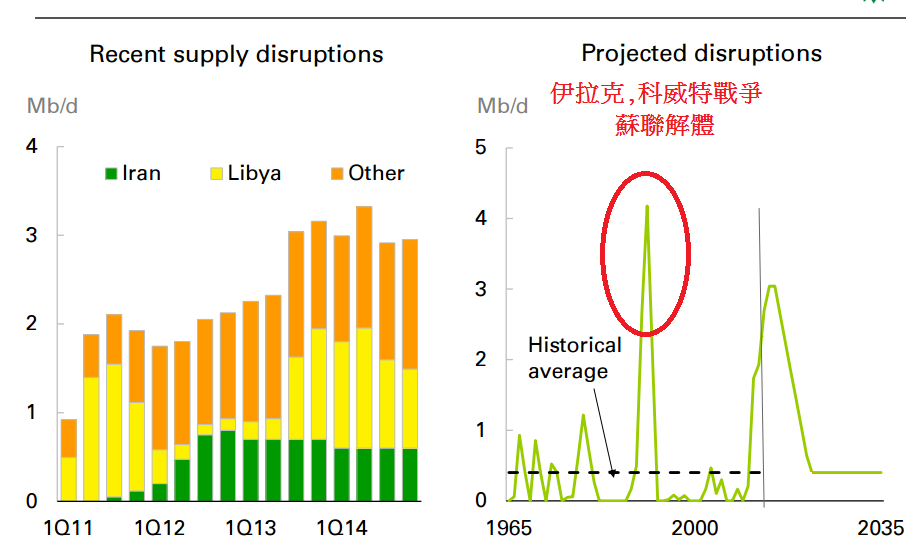 Recent supply disruptions
Mb/d
4
3
2
1
0
Iran
Libya
Other
1Q11
1Q12
1Q13
1Q14
Projected disruptions
Mb/d
伊拉克,科威特戰爭
蘇聯解體
5
4
3
2
1
0
Historical
average
1965
2000
2035